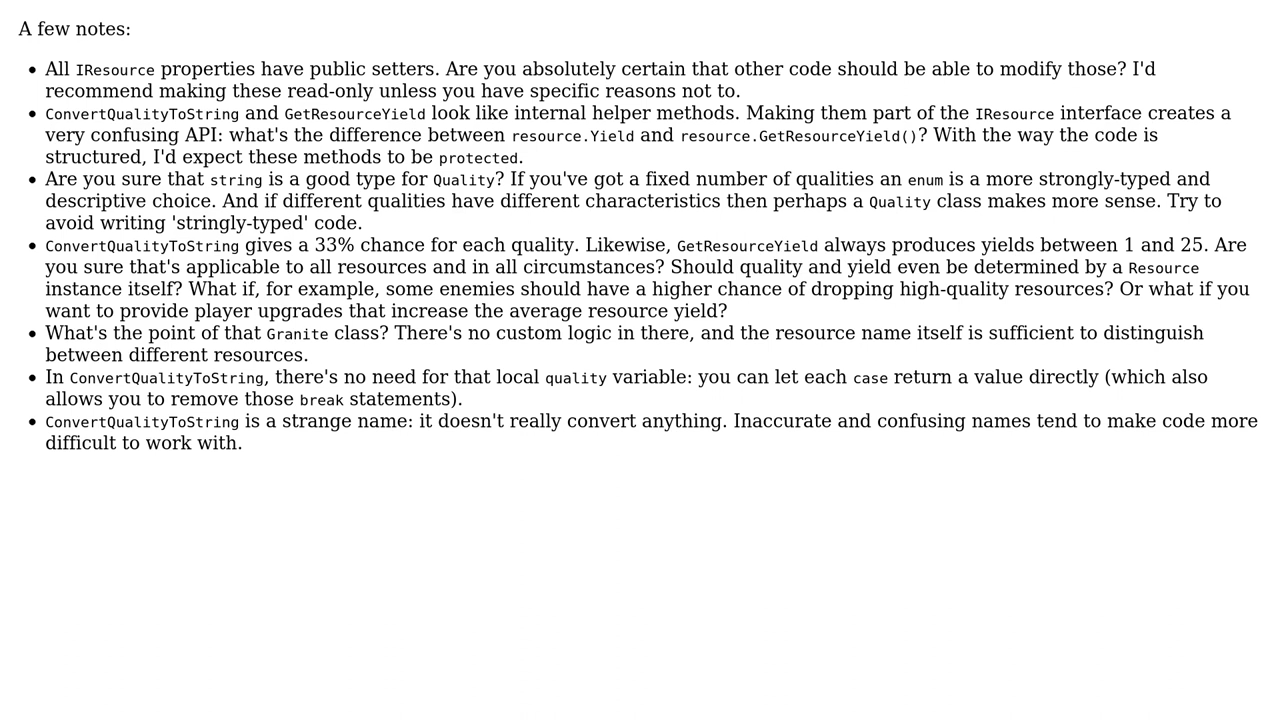 A few notes:
• All IResource properties have public setters. Are you absolutely certain that other code should be able to modify those? I'd
recommend making these read-only unless you have specific reasons not to.
• ConvertQualityToString and GetResourceYield look like internal helper methods. Making them part of the IResource interface creates a
very confusing API: what's the difference between resource.Yield and resource.GetResourceYield()? With the way the code is
structured, I'd expect these methods to be protected.
• Are you sure that string is a good type for Quality? If you've got a fixed number of qualities an enum is a more strongly-typed and
descriptive choice. And if different qualities have different characteristics then perhaps a Quality class makes more sense. Try to
avoid writing 'stringly-typed' code.
• ConvertQualityToString gives a 33% chance for each quality. Likewise, GetResourceYield always produces yields between 1 and 25. Are
you sure that's applicable to all resources and in all circumstances? Should quality and yield even be determined by a Resource
instance itself? What if, for example, some enemies should have a higher chance of dropping high-quality resources? Or what if you
want to provide player upgrades that increase the average resource yield?
• What's the point of that Granite class? There's no custom logic in there, and the resource name itself is sufficient to distinguish
between different resources.
• In ConvertQualityToString, there's no need for that local quality variable: you can let each case return a value directly (which also
allows you to remove those break statements).
• ConvertQualityToString is a strange name: it doesn't really convert anything. Inaccurate and confusing names tend to make code more
difficult to work with.